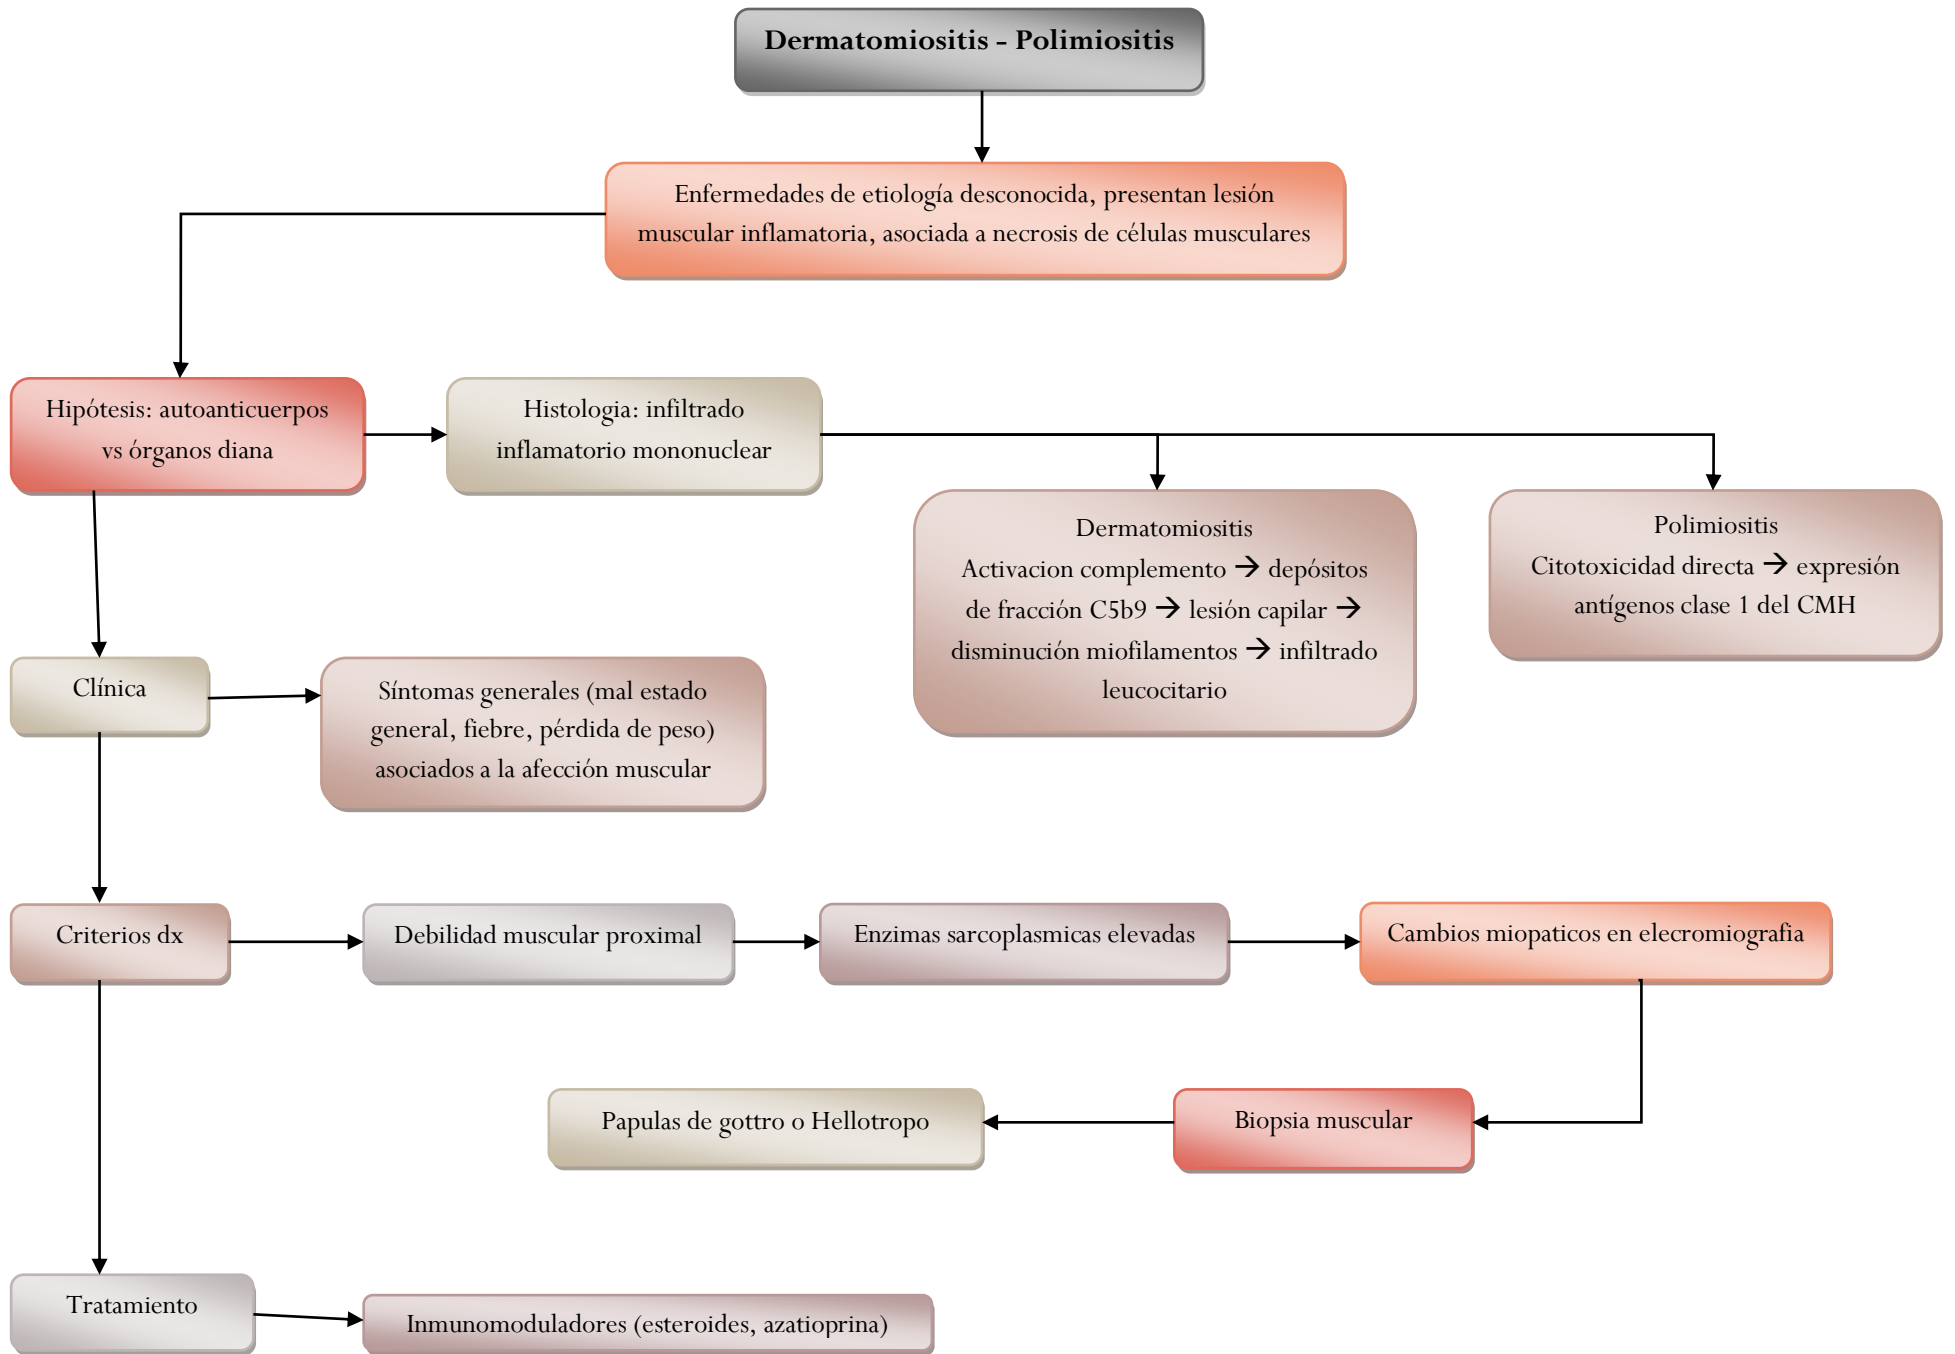 Dermatomiositis - Polimiositis
Enfermedades de etiología desconocida, presentan lesión
muscular inflamatoria, asociada a necrosis de células musculares
Hipótesis: autoanticuerpos
vs órganos diana
Histologia: infiltrado
inflamatorio mononuclear
Dermatomiositis
Activacion complemento → depósitos
de fracción C5b9 → lesión capilar →
disminución miofilamentos → infiltrado
leucocitario
Polimiositis
Citotoxicidad directa → expresión
antígenos clase 1 del CMH
Clínica
Síntomas generales (mal estado
general, fiebre, pérdida de peso)
asociados a la afección muscular
Criterios dx
Debilidad muscular proximal
Enzimas sarcoplasmicas elevadas
Cambios miopaticos en elecromiografia
Biopsia muscular
Papulas de gottro o Hellotropo
Tratamiento
Inmunomoduladores (esteroides, azatioprina)